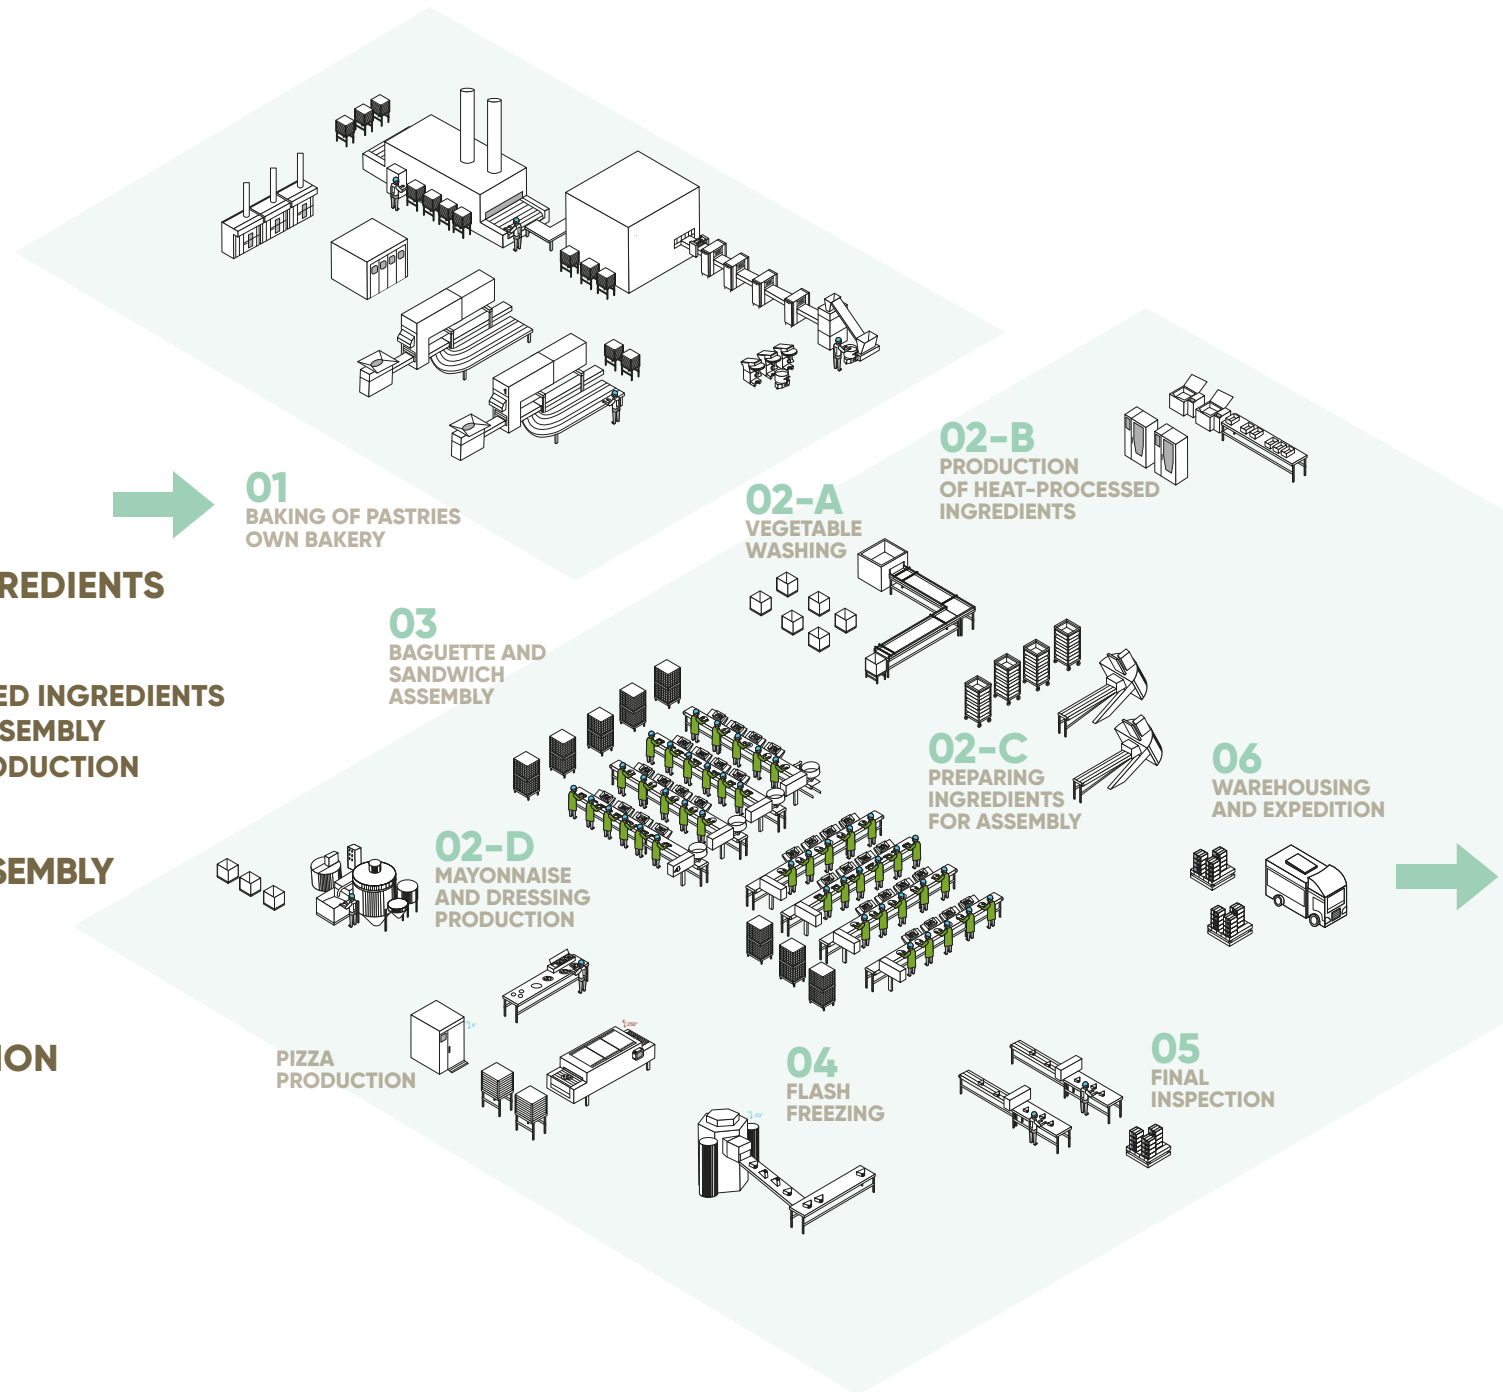 01
BAKING OF PASTRIES
OWN BAKERY
02-B
PRODUCTION
OF HEAT-PROCESSED
INGREDIENTS
02-A
VEGETABLE
WASHING
REDIENTS
03
BAGUETTE AND
SANDWICH
ASSEMBLY
ED INGREDIENTS
SEMBLY
ODUCTION
02-C
PREPARING
INGREDIENTS
FOR ASSEMBLY
06
WAREHOUSING
AND EXPEDITION
02-D
MAYONNAISE
AND DRESSING
PRODUCTION
SEMBLY
ION
PIZZA
PRODUCTION
04
FLASH
FREEZING
05
FINAL
INSPECTION